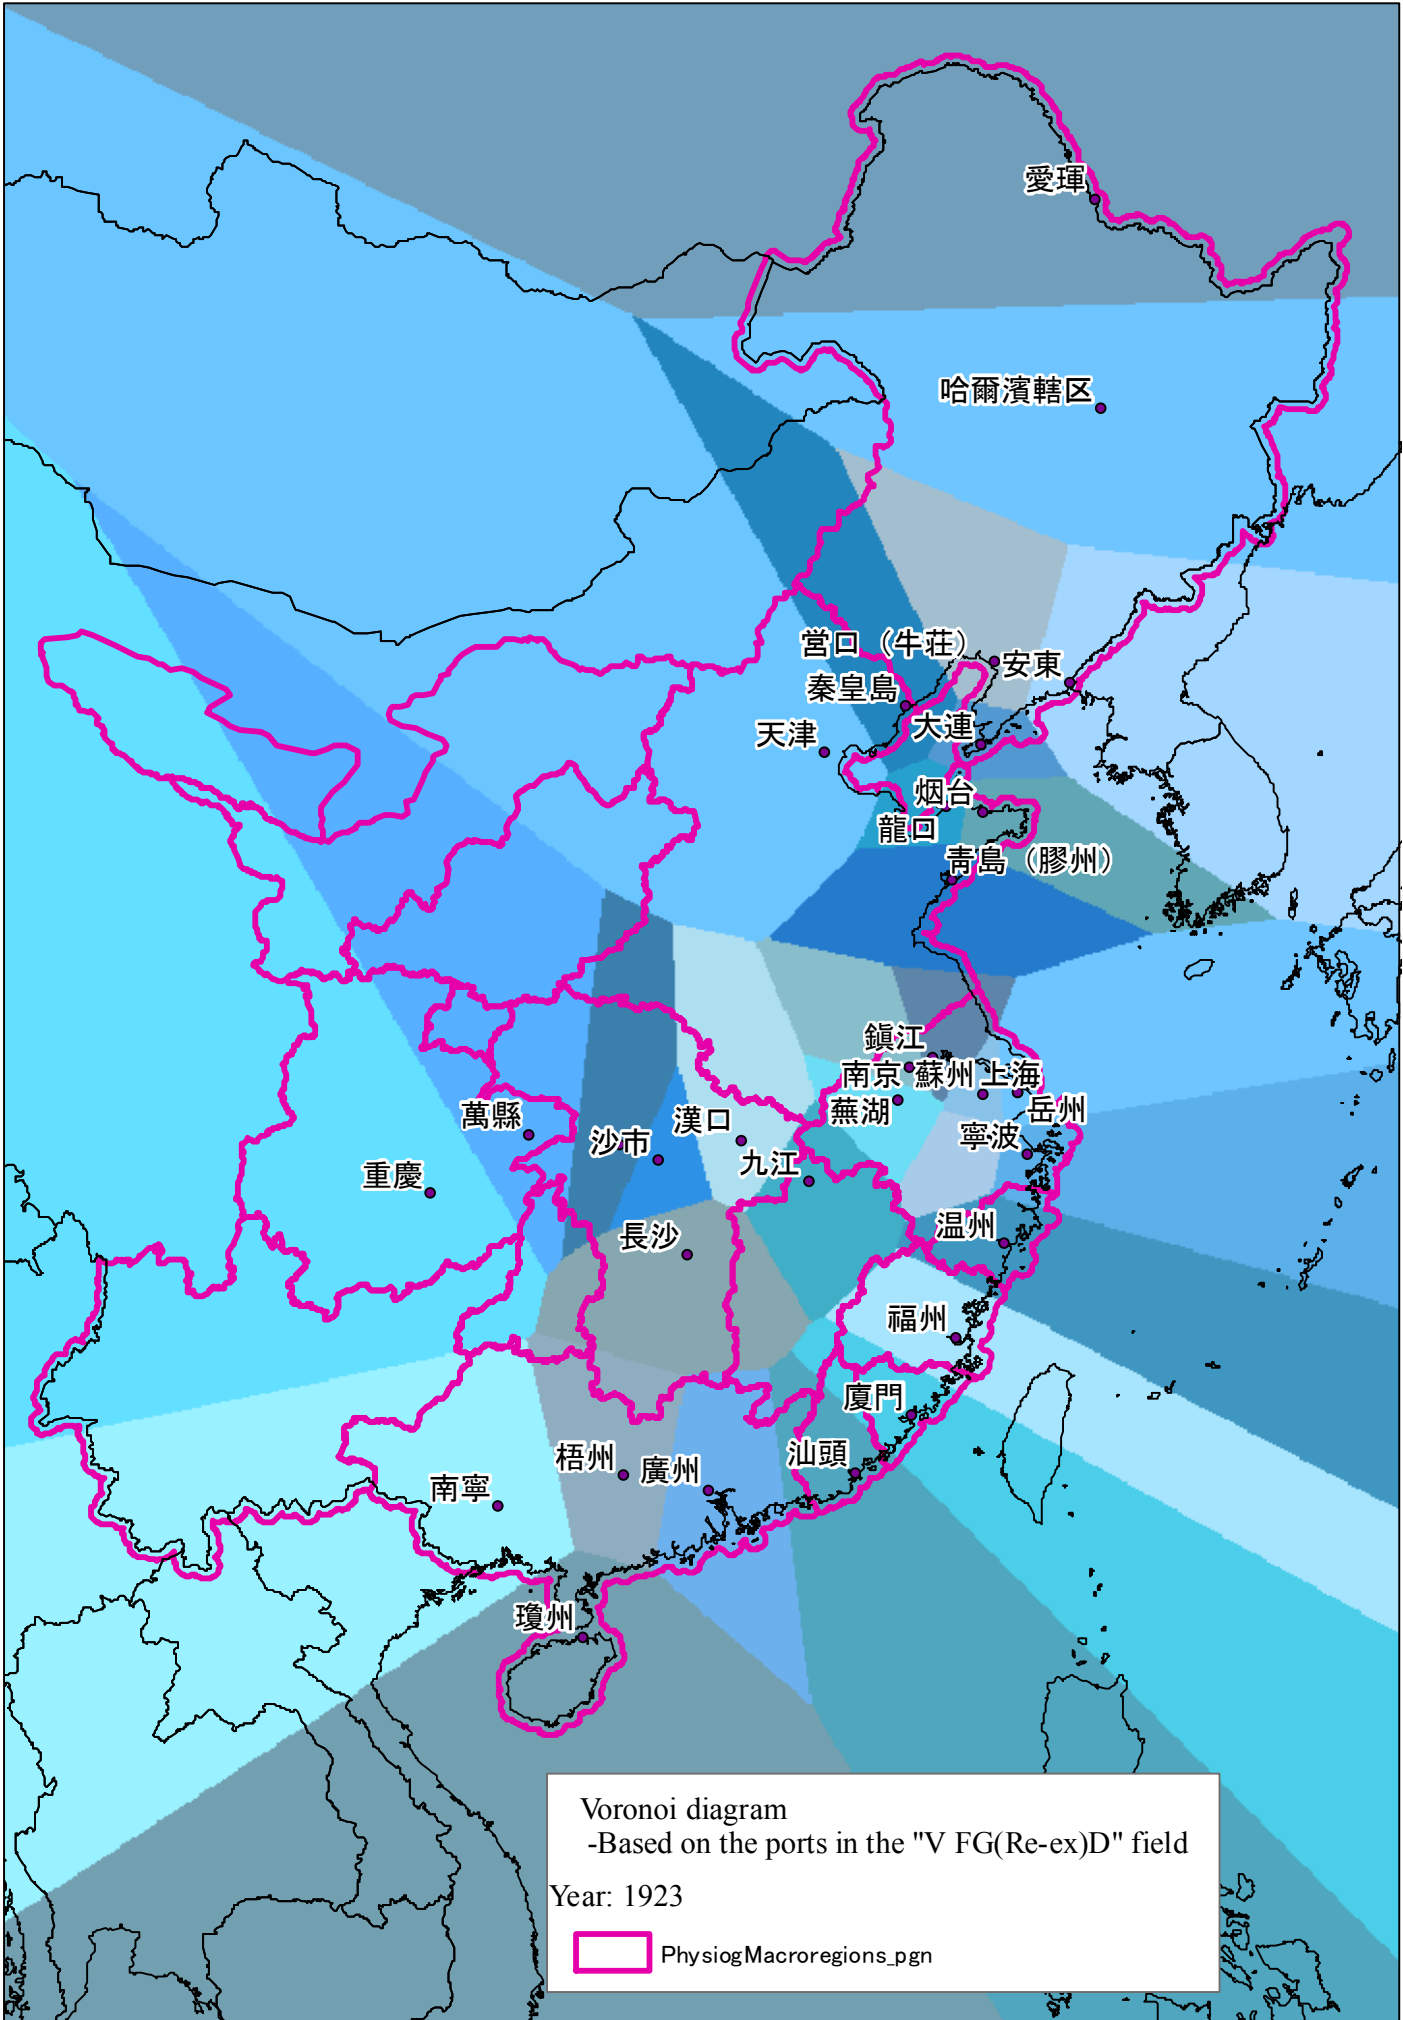 愛琿
哈爾濱轄区
営口（牛荘）
安東
秦皇島
大連
天津
烟台
龍口
青島（膠州）
鎮江
南京
蘇州
上海
蕪湖
岳州
萬縣
漢口
沙市
寧波
九江
重慶
長沙
温州
福州
廈門
梧州
汕頭
廣州
南寧
瓊州
Voronoi diagram
-Based on the ports in the "V FG(Re-ex)D" field
Year: 1923
PhysiogMacroregions_pgn